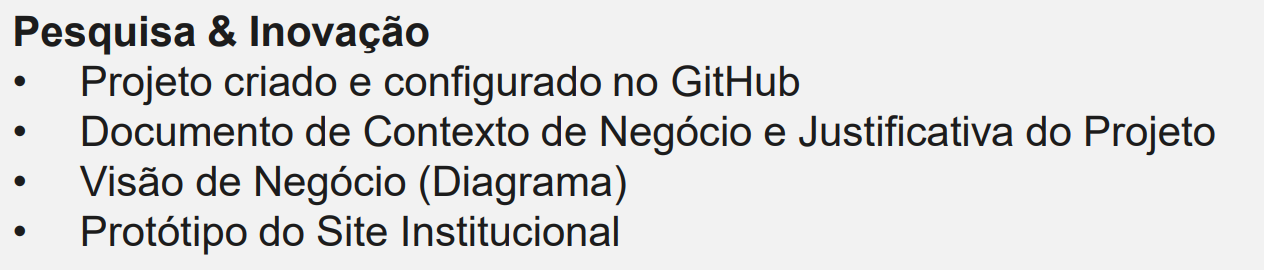 Pesquisa & Inovação
• Projeto criado e configurado no GitHub
• Documento de Contexto de Negócio e Justificativa do Projeto
• Visão de Negócio (Diagrama)
• Protótipo do Site Institucional